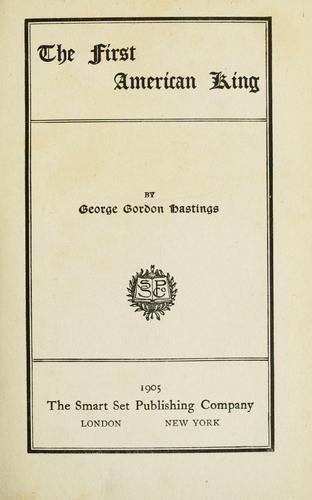 The First
American King
BY
George Gordon Hastings
1905
The Smart Set Publishing Company
LONDON NEW YORK